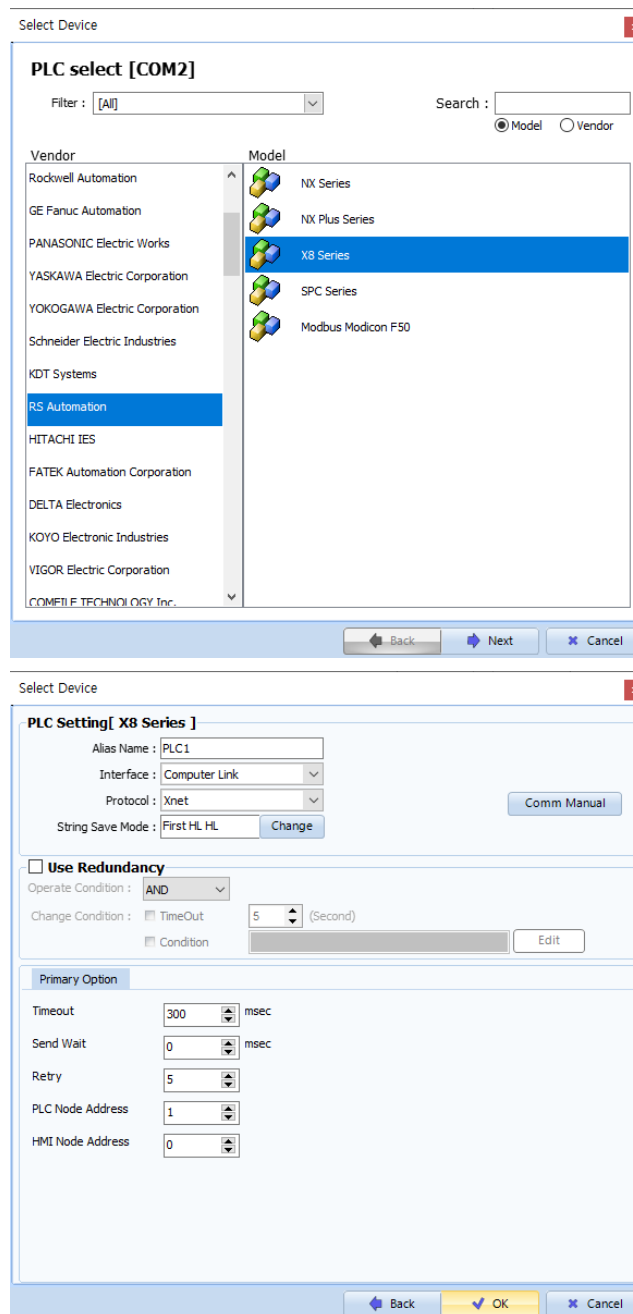 Select Device
PLC select [COM2]
Filter : [All]
Search :
Model Vendor
Vendor
Rockwell Automation
GE Fanuc Automation
PANASONIC Electric Works
YASKAWA Electric Corporation
YOKOGAWA Electric Corporation
Schneider Electric Industries
KDT Systems
RS Automation
HITACHI IES
FATEK Automation Corporation
DELTA Electronics
KOYO Electronic Industries
VIGOR Electric Corporation
COMFILE TECHNOLOGY Inc.
Model
NX Series
NX Plus Series
X8 Series
SPC Series
Modbus Modicon F50
Back Next Cancel
Select Device
PLC Setting[ X8 Series ]
Alias Name : PLC1
Interface : Computer Link
Protocol : Xnet
Comm Manual
String Save Mode : First HL HL Change
Use Redundancy
Operate Condition : AND
Change Condition : TimeOut 5 (Second)
Condition Edit
Primary Option
Timeout 300 msec
Send Wait 0 msec
Retry 5
PLC Node Address 1
HMI Node Address 0
Back OK Cancel